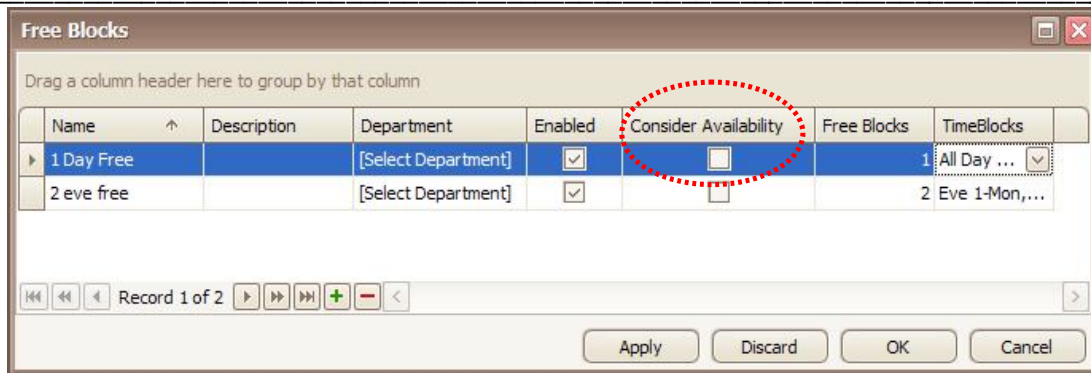 Free Blocks
Drag a column header here to group by that column
Name Description Department Enabled Consider Availability Free Blocks TimeBlocks
1 Day Free [Select Department] 1 All Day ...
2 eve free [Select Department] 2 Eve 1-Mon,...
Record 1 of 2
Apply Discard OK Cancel